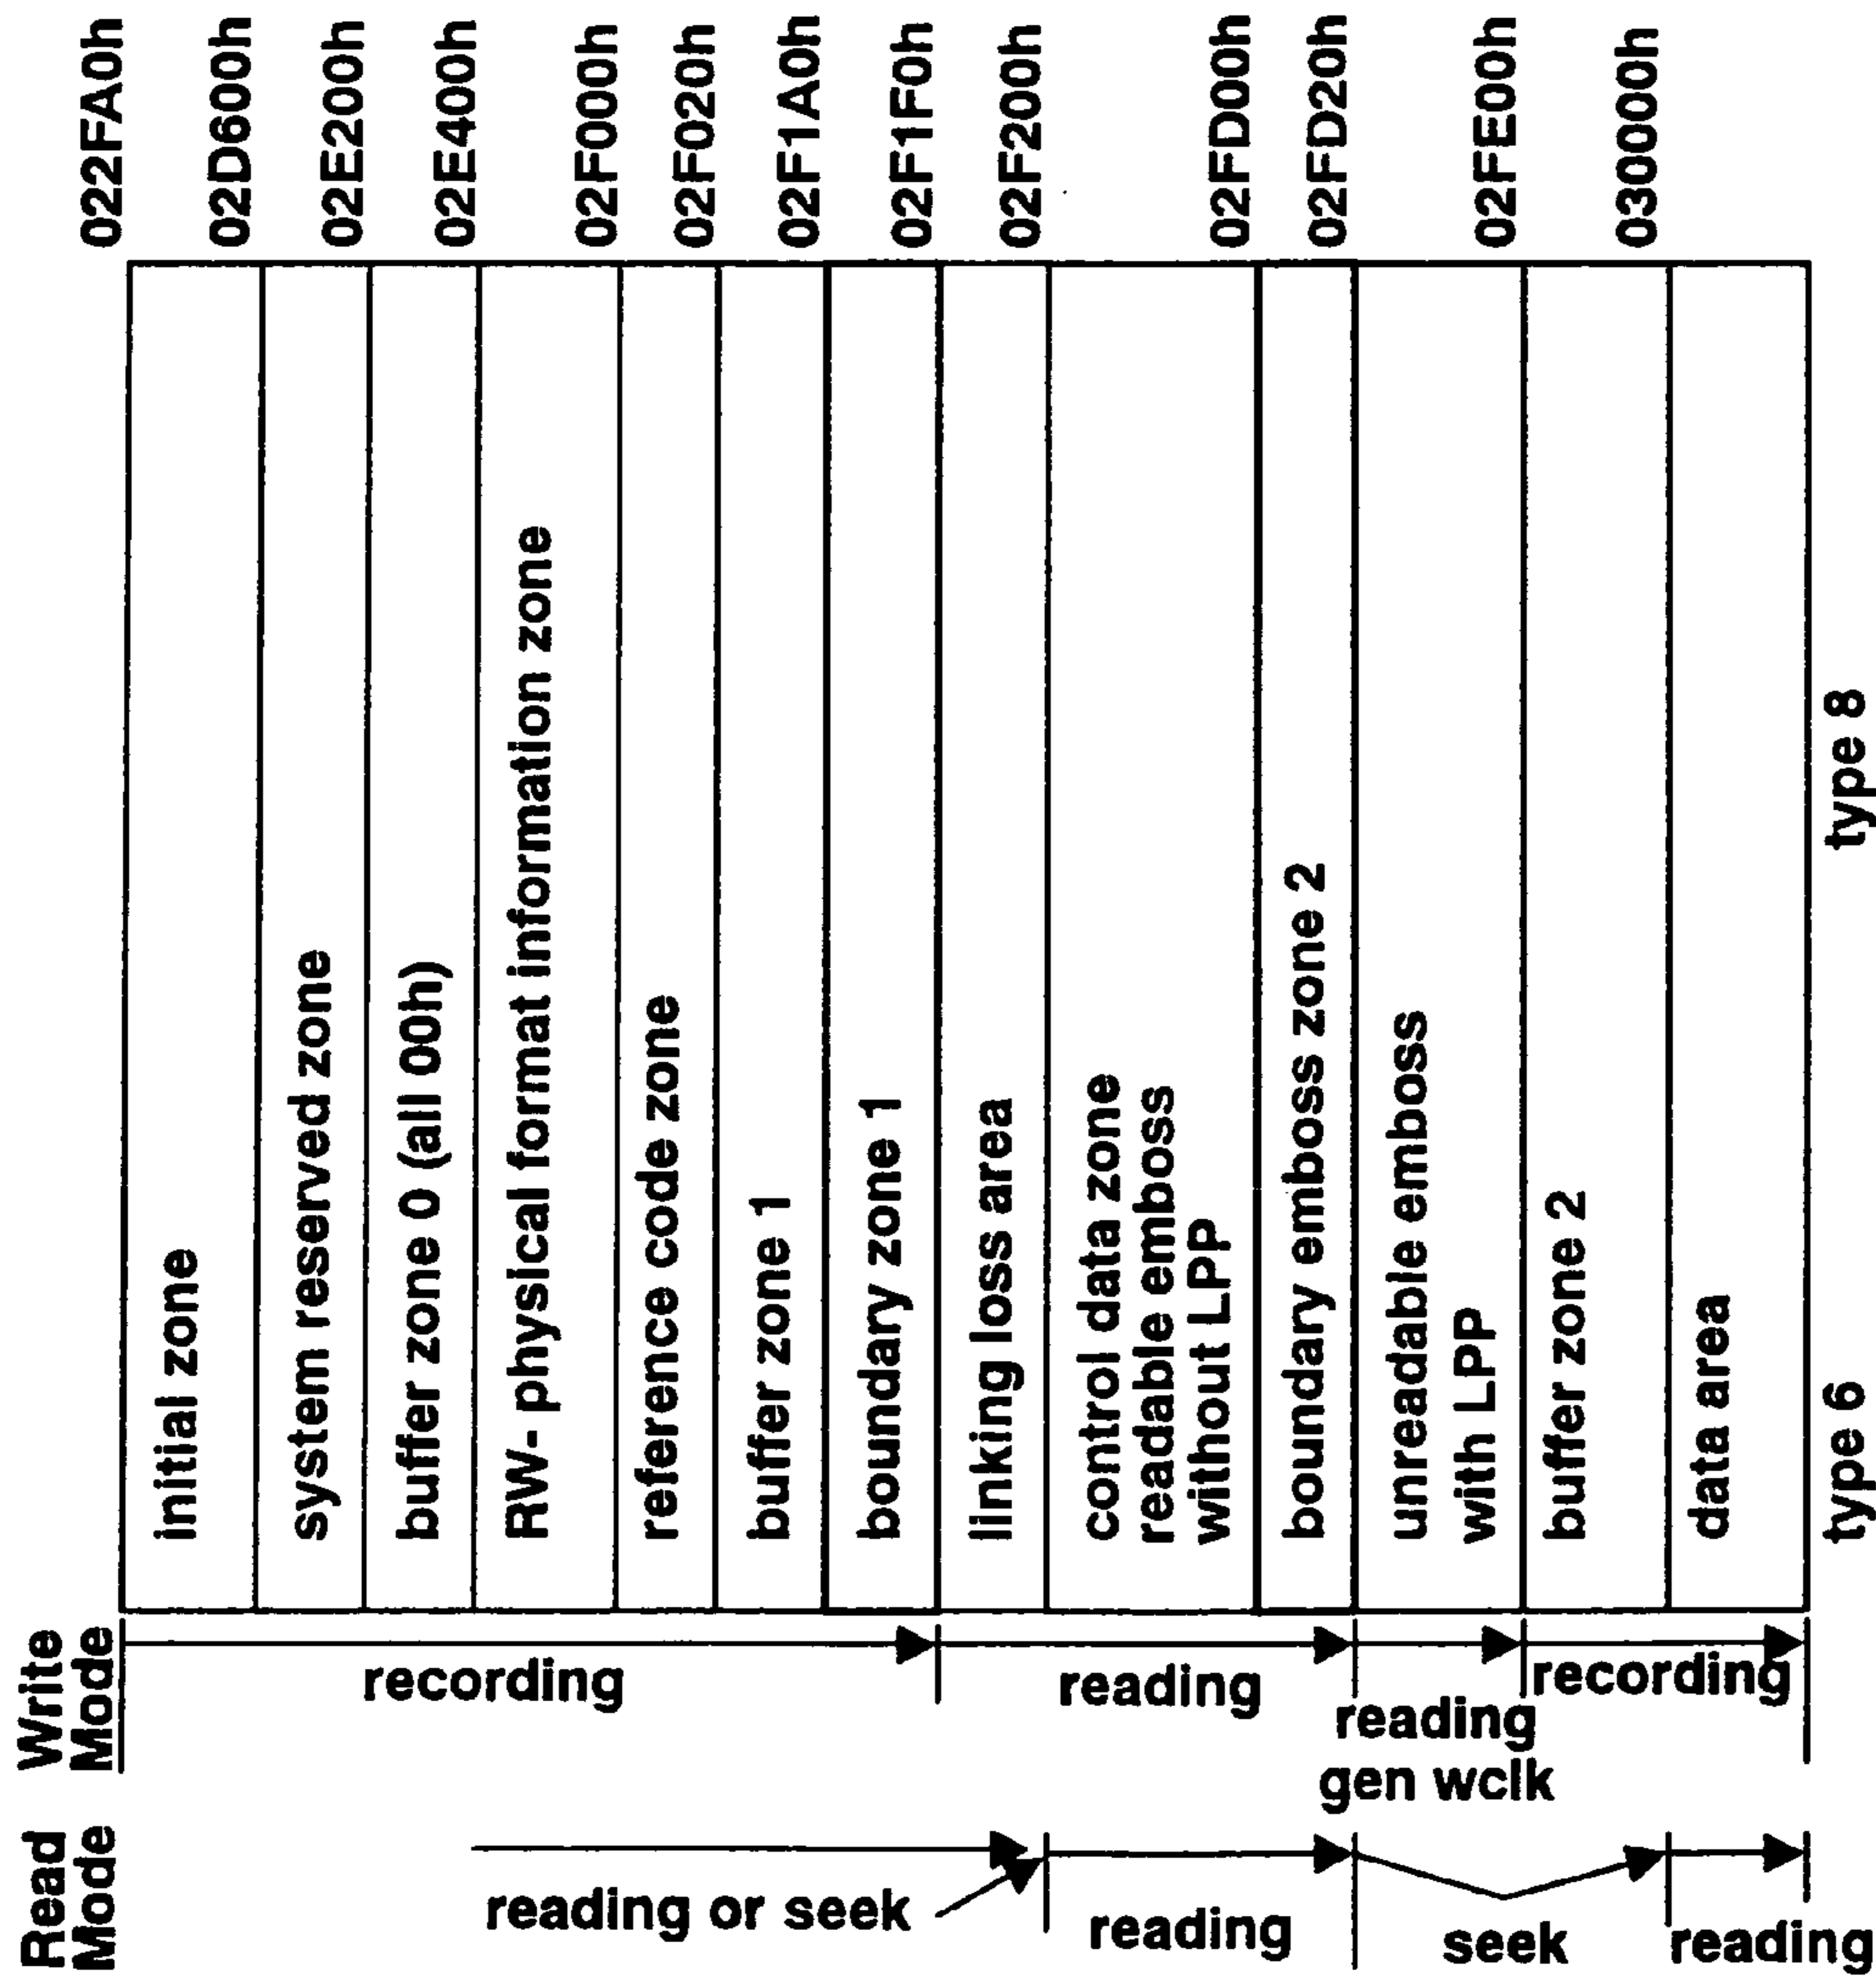 022FA0h
02D600h
02E200h
02E400h
02F000h
02F020h
02F1A0h
02F1F0h
02F200h
02FD00h
02FD20h
02FE00h
030000h
initial zone
system reserved zone
buffer zone 0 (all 00h)
RW- physical format information zone
reference code zone
buffer zone 1
boundary zone 1
linking loss area
control data zone
readable emboss
without LPP
boundary emboss zone 2
unreadable emboss
with LPP
buffer zone 2
data area
type 6
type 8
Write
Mode
recording
reading
reading
gen wclk
recording
Read
Mode
reading or seek
reading
seek
reading